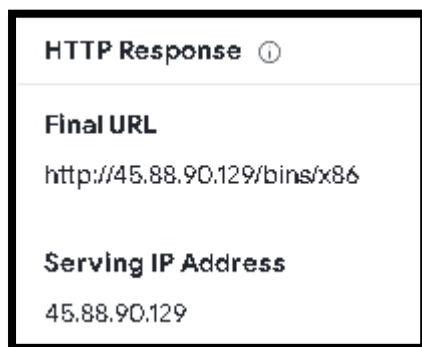 HTTP Response ⓘ
Final URL
http://45.88.90.129/bins/x86
Serving IP Address
45.88.90.129